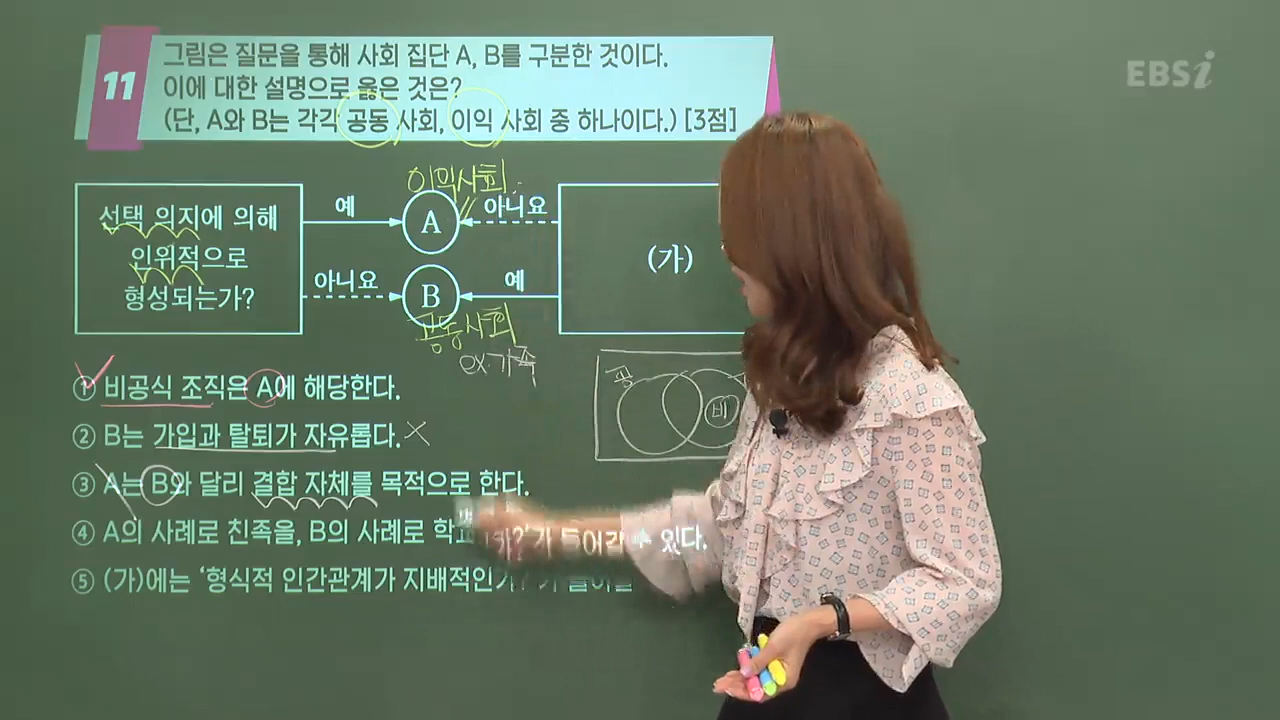 11
그림은 질문을 통해 사회 집단 A, B를 구분한 것이다.
이에 대한 설명으로 옳은 것은?
(단, A와 B는 각각 공동 사회, 이익 사회 중 하나이다.) [3점]
EBSi
이익사회
선택 의지에 의해
인위적으로
형성되는가?
예
A
아니요
아니요
B
예
(가)
공동사회
ex. 가족
공
비
① 비공식 조직은 A에 해당한다.
② B는 가입과 탈퇴가 자유롭다.
③ A는 B와 달리 결합 자체를 목적으로 한다.
④ A의 사례로 친족을, B의 사례로 있다.
⑤ (가)에는 ‘형식적 인간관계가 지배적인가?’가 들어갈